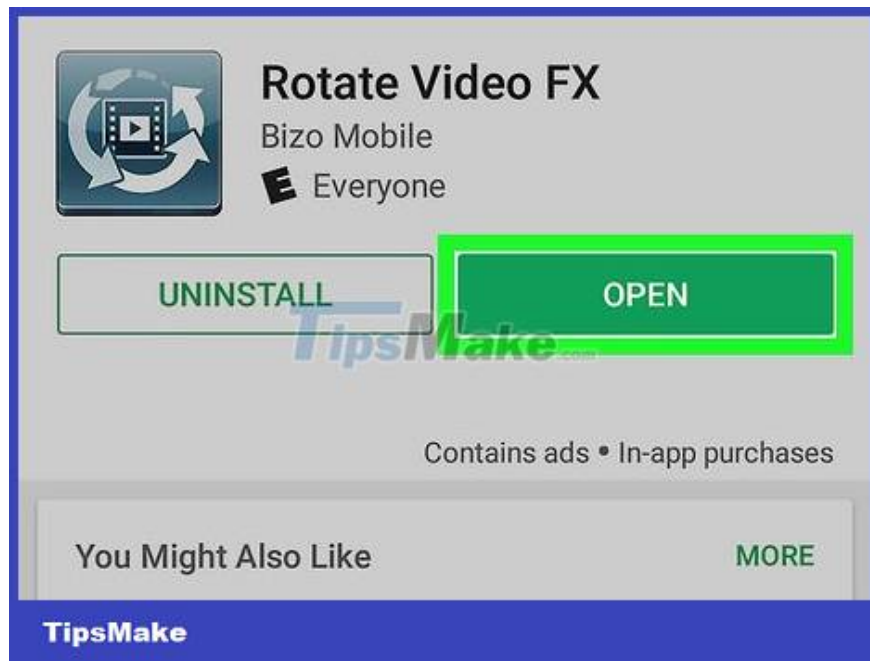 Rotate Video FX
Bizo Mobile
E Everyone
UNINSTALL
OPEN
TipsMake.com
Contains ads • In-app purchases
You Might Also Like
MORE
TipsMake